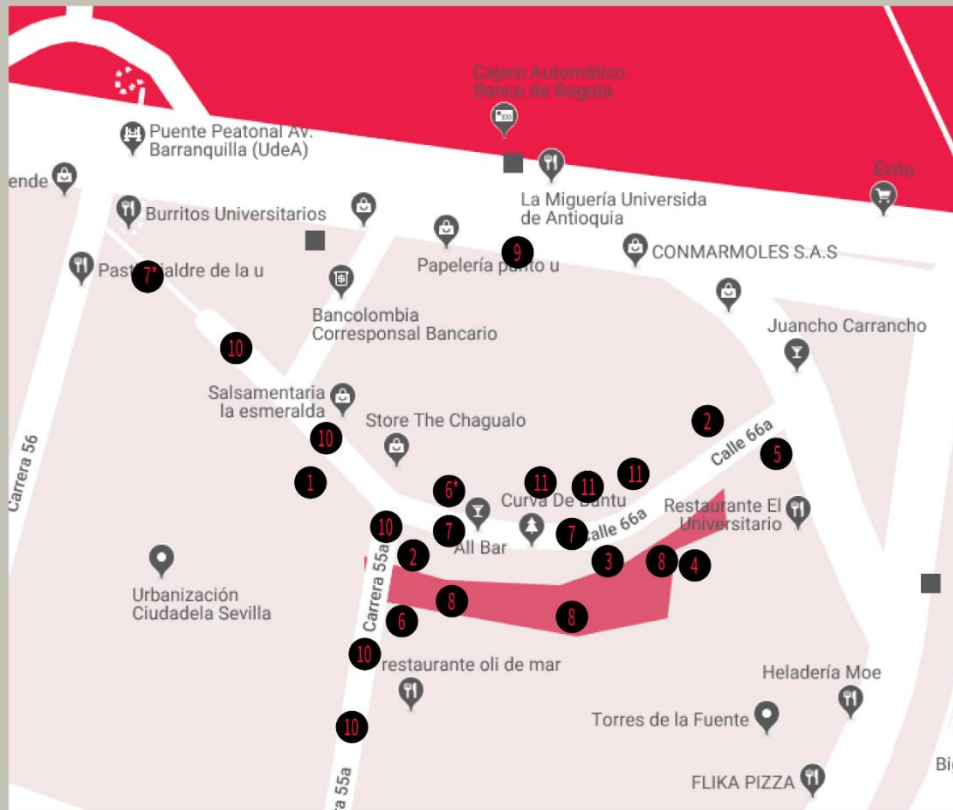 Cajero Automático
Banco de Bogota
Puente Peatonal Av.
Barranquilla (UdeA)
Éxito
ende
La Miguería Universida
de Antioquia
Burritos Universitarios
CONMARMOLES S.A.S
9
Papelería punto u
7*
Bancolombia
Corresponsal Bancario
Juancho Carrancho
10
Salsamentaria
la esmeralda
Store The Chagualo
2
10
Calle 66a
5
Carrera 56
1
6*
11
11
11
Curva De Bantu
Restaurante El
Universitario
10
7
All Bar
7
Calle 66a
2
3
8
4
Carrera 55a
Urbanización
Ciudadela Sevilla
8
8
6
10
restaurante oli de mar
Heladería Moe
Torres de la Fuente
10
FLIKA PIZZA